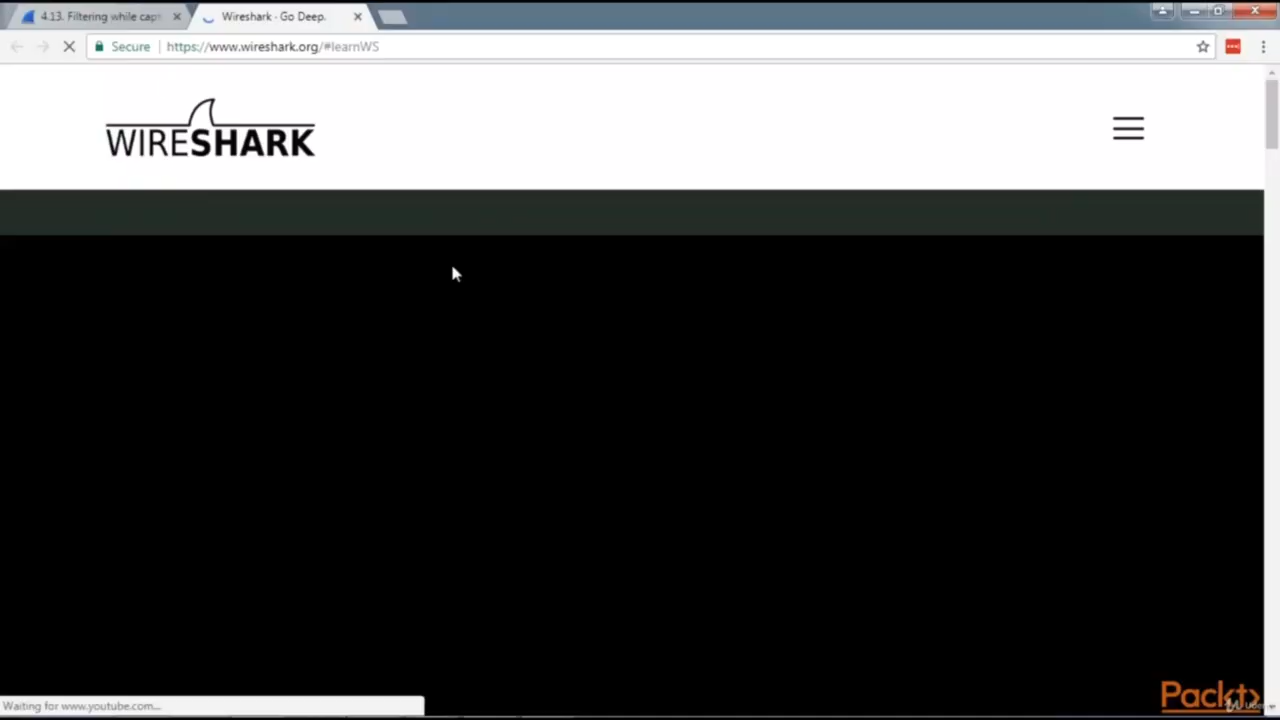 4.13. Filtering while capt
Wireshark · Go Deep.
Secure
https://www.wireshark.org/#learnWS
WIRESHARK
Waiting for www.youtube.com...
Packt>